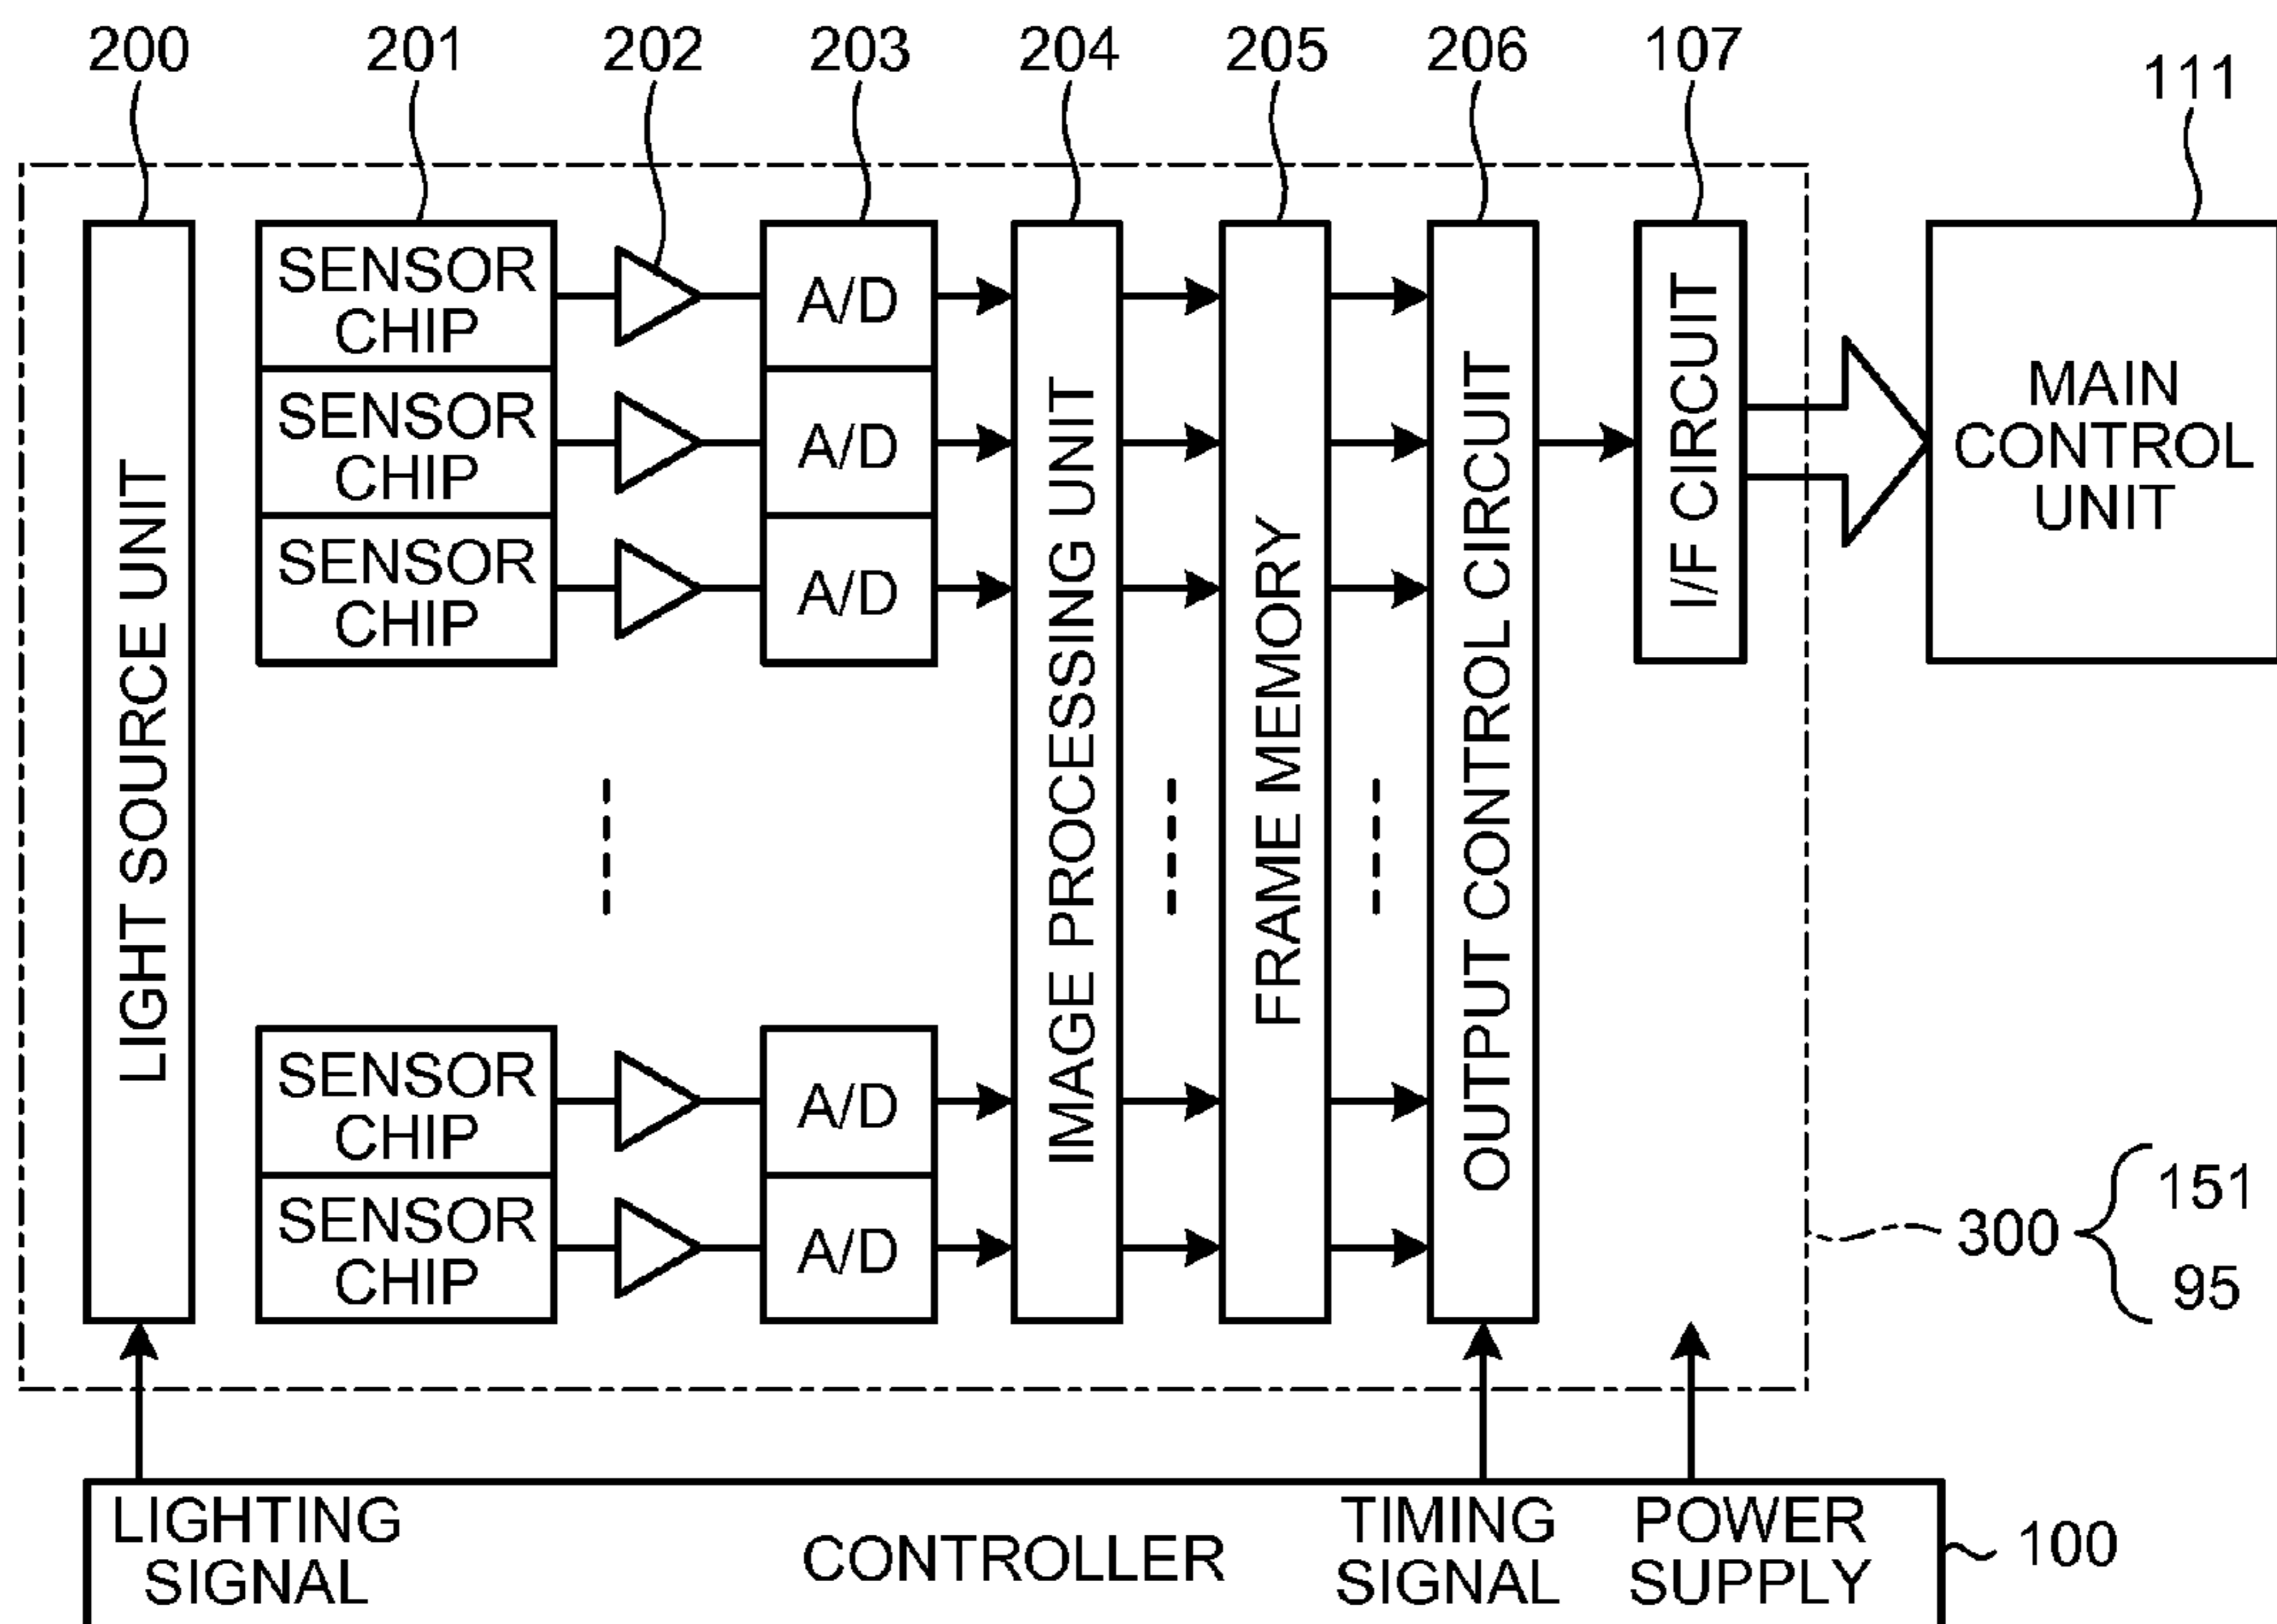 200 201 202 203 204 205 206 107 111
LIGHT SOURCE UNIT
SENSOR
CHIP
SENSOR
CHIP
SENSOR
CHIP
SENSOR
CHIP
SENSOR
CHIP
A/D
A/D
A/D
A/D
A/D
IMAGE PROCESSING UNIT
FRAME MEMORY
OUTPUT CONTROL CIRCUIT
I/F CIRCUIT
MAIN
CONTROL
UNIT
300
151
95
LIGHTING
SIGNAL
CONTROLLER
TIMING
SIGNAL
POWER
SUPPLY
100